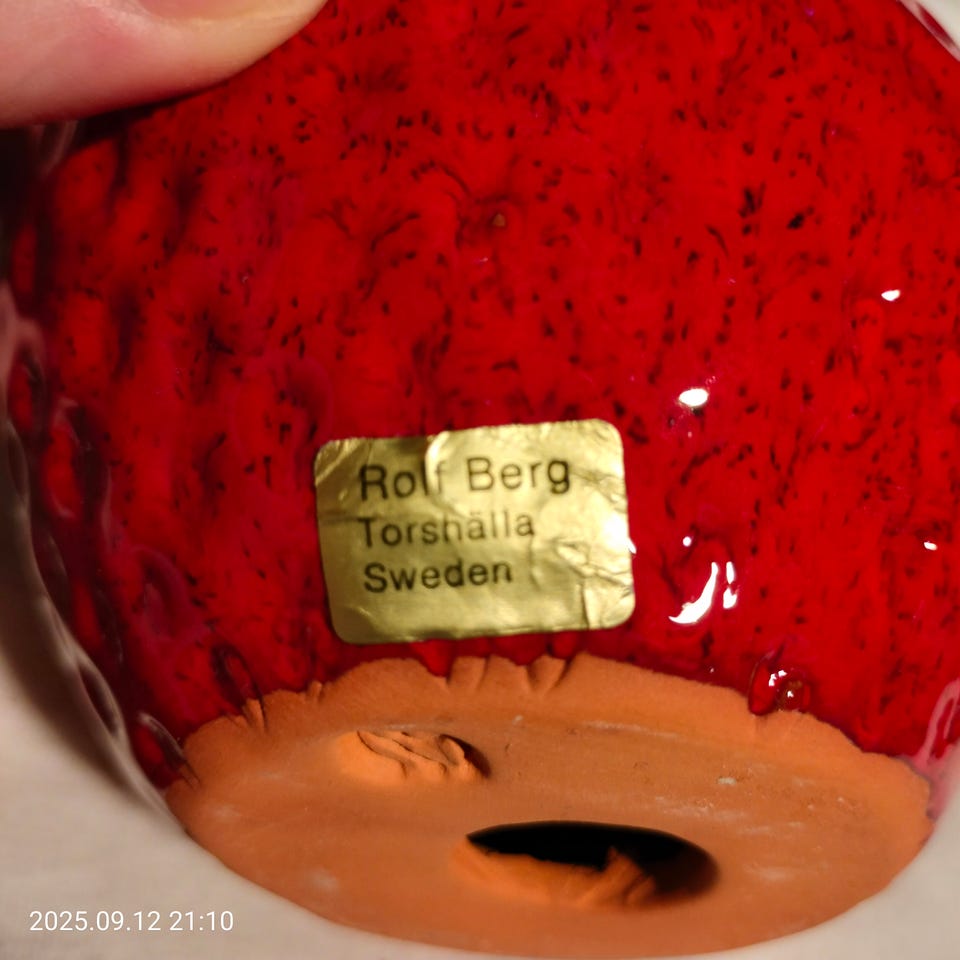 Rolf Berg
Torshälla
Sweden
2025.09.12 21:10